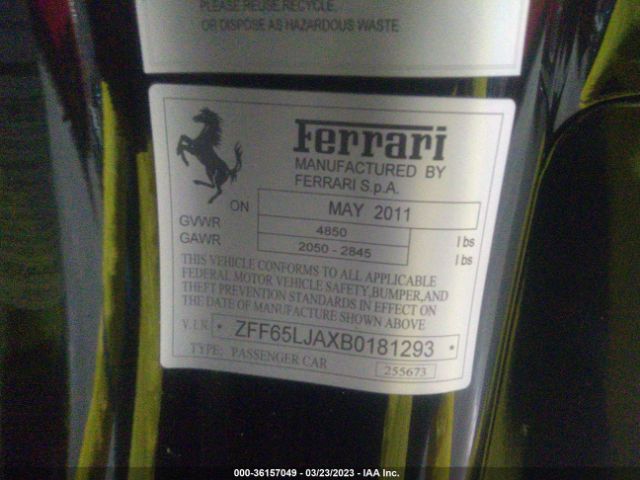 PLEASE REUSE, RECYCLE,
OR DISPOSE AS HAZARDOUS WASTE
Ferrari
MANUFACTURED BY
FERRARI S.p.A.
ON MAY 2011
GVWR 4850 lbs
GAWR 2050 - 2845 lbs
THIS VEHICLE CONFORMS TO ALL APPLICABLE
FEDERAL MOTOR VEHICLE SAFETY,BUMPER,AND
THEFT PREVENTION STANDARDS IN EFFECT ON
THE DATE OF MANUFACTURE SHOWN ABOVE
V.I.N * ZFF65LJAXB0181293 *
TYPE: PASSENGER CAR 255673
000-36157049 - 03/23/2023 - IAA Inc.